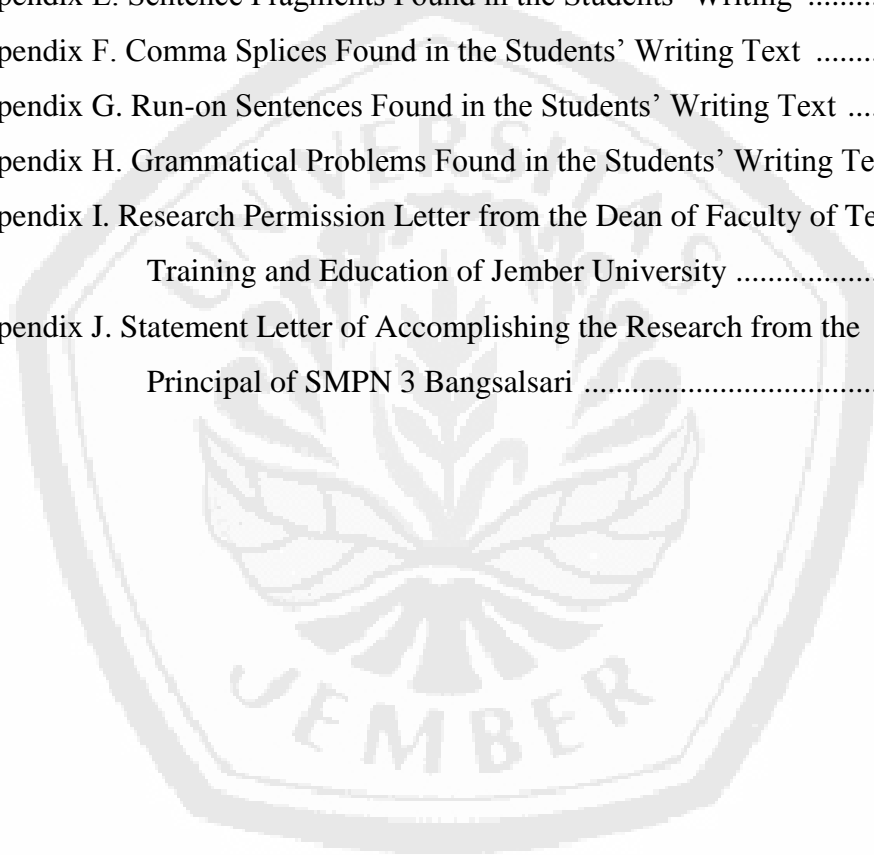 pendix E. Sentence Fragments Found in the Students’ Writing ........
pendix F. Comma Splices Found in the Students’ Writing Text .......
pendix G. Run-on Sentences Found in the Students’ Writing Text ....
pendix H. Grammatical Problems Found in the Students’ Writing Te
pendix I. Research Permission Letter from the Dean of Faculty of Te
Training and Education of Jember University .................
pendix J. Statement Letter of Accomplishing the Research from the
Principal of SMPN 3 Bangsalsari ..................................
UNIVERSITAS
JEMBER